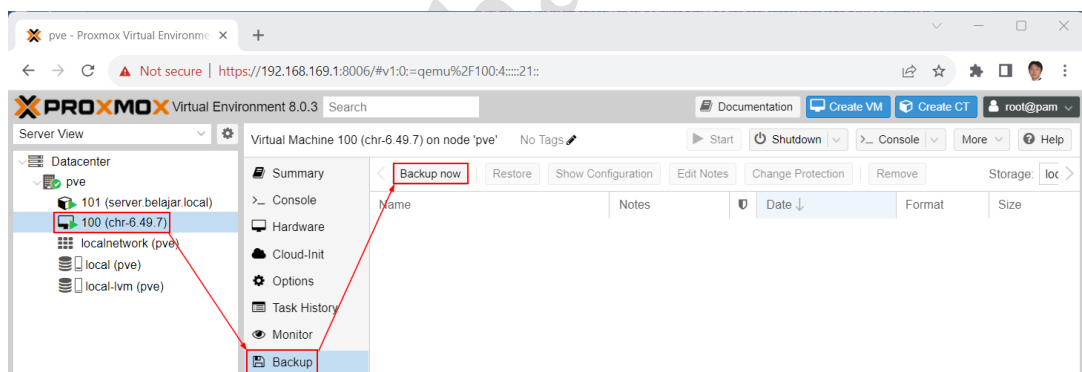 pve - Proxmox Virtual Environme
Not secure | https://192.168.169.1:8006/#v1:0:=qemu%2F100:4:::::21::
PROXMOX Virtual Environment 8.0.3 Search Documentation Create VM Create CT root@pam
Server View Virtual Machine 100 (chr-6.49.7) on node 'pve' No Tags Start Shutdown Console More Help
Datacenter Summary Backup now Restore Show Configuration Edit Notes Change Protection Remove Storage: loc
pve
101 (server.belajar.local) Console Name Notes Date Format Size
100 (chr-6.49.7) Hardware
localnetwork (pve) Cloud-Init
local (pve) Options
local-lvm (pve) Task History
Monitor
Backup